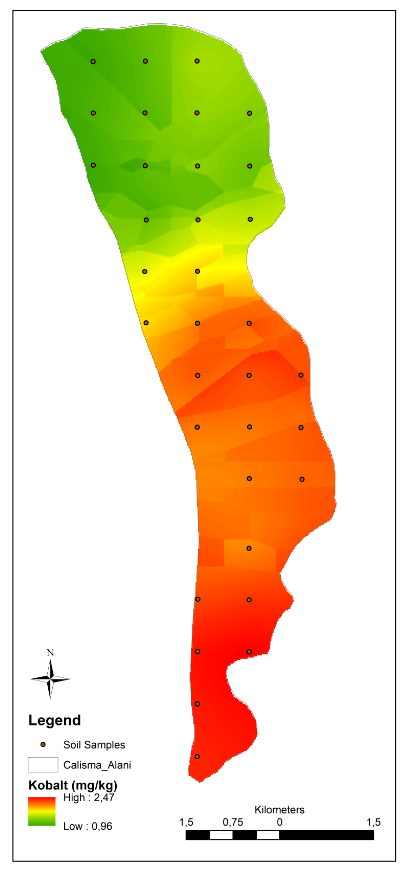 N
Legend
Soil Samples
Calisma_Alani
Kobalt (mg/kg)
High : 2,47
Low : 0,96
Kilometers
1,5 0,75 0 1,5